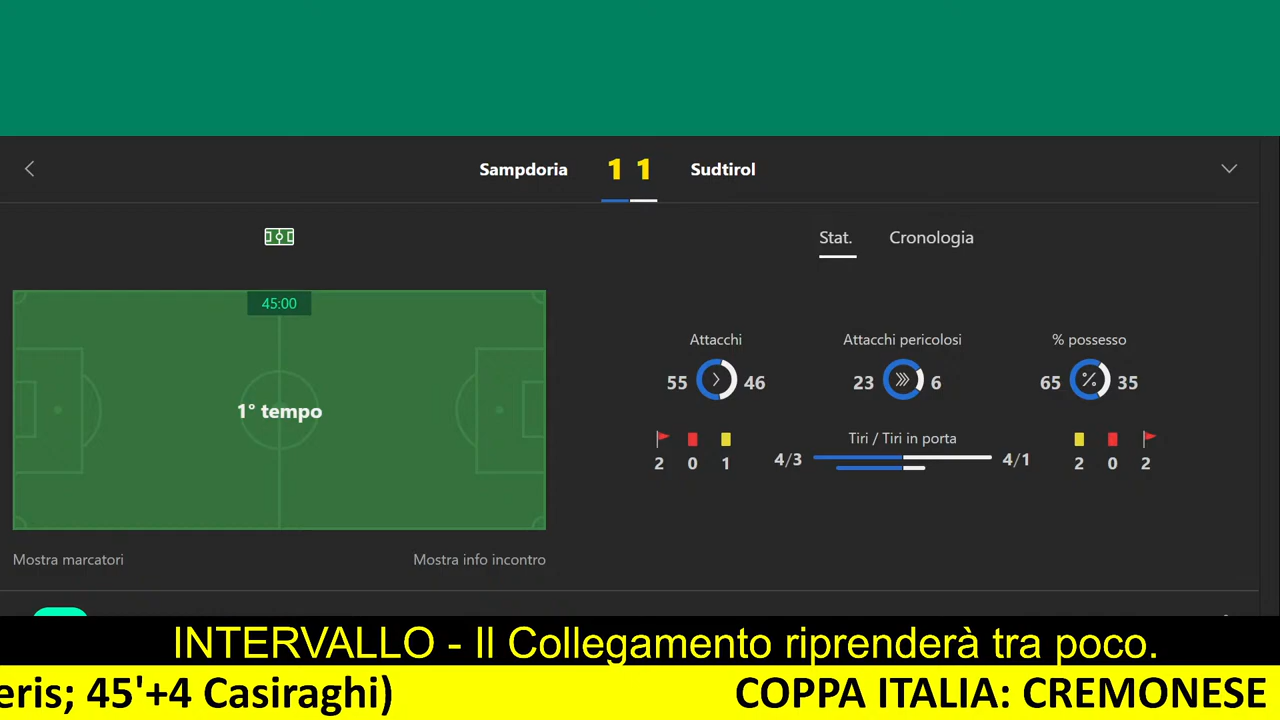 Sampdoria 1 1 Sudtirol
Stat. Cronologia
45:00
1° tempo
Attacchi Attacchi pericolosi % possesso
55 46 23 6 65 35
Tiri / Tiri in porta
2 0 1 4/3 4/1 2 0 2
Mostra marcatori Mostra info incontro
INTERVALLO - Il Collegamento riprenderà tra poco.
eris; 45'+4 Casiraghi) COPPA ITALIA: CREMONESE